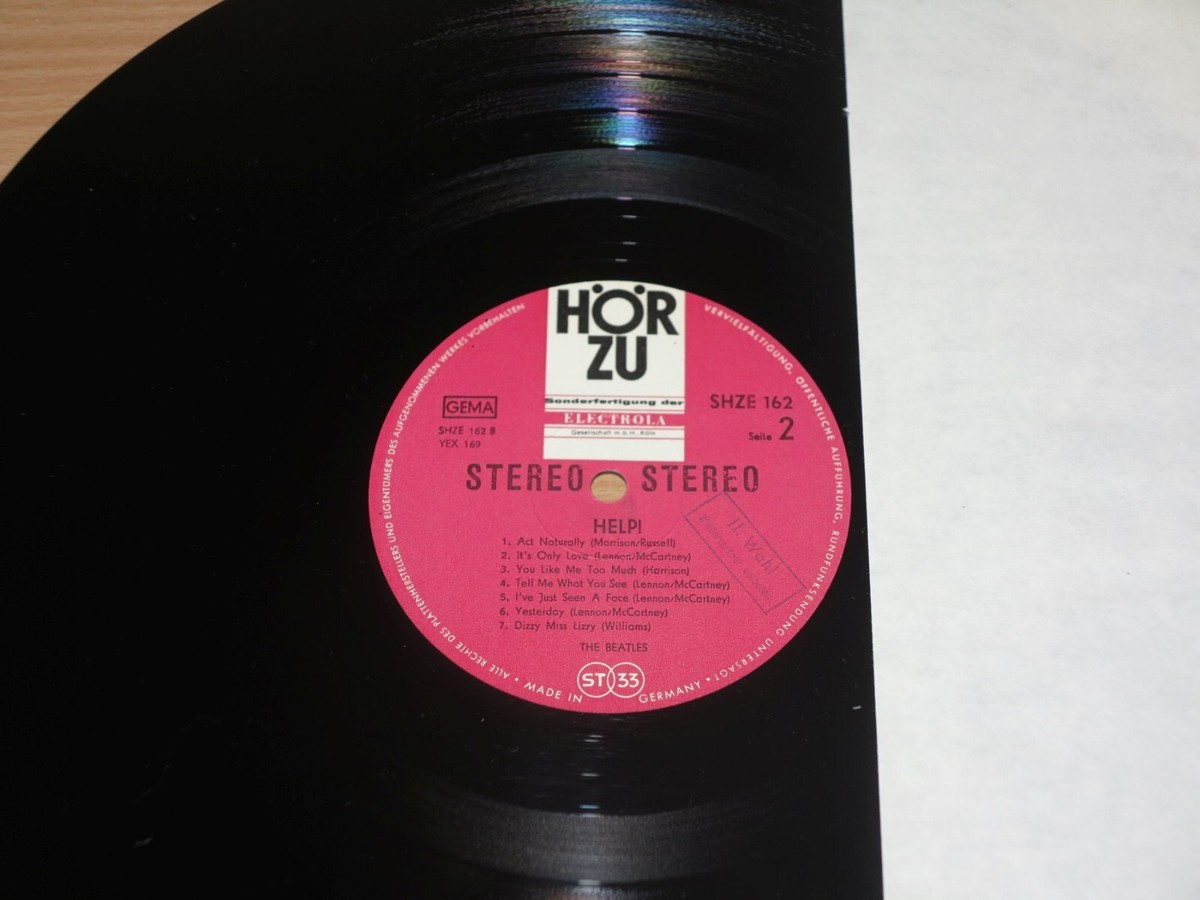 HÖR
ZU
Sonderfertigung der
ELECTROLA
Gesellschaft m.b.H. Köln
GEMA
SHZE 162 B
YEX 169
SHZE 162
Seite 2
STEREO STEREO
HELP!
1. Act Naturally (Morrison/Russell)
2. It's Only Love (Lennon/McCartney)
3. You Like Me Too Much (Harrison)
4. Tell Me What You See (Lennon/McCartney)
5. I've Just Seen A Face (Lennon/McCartney)
6. Yesterday (Lennon/McCartney)
7. Dizzy Miss Lizzy (Williams)
THE BEATLES
II. Wahl
ST 33
ALLE RECHTE DES PLATTENHERSTELLERS UND EIGENTÜMERS DES AUFGENOMMENEN WERKES VORBEHALTEN
VERVIELFÄLTIGUNG, ÖFFENTLICHE AUFFÜHRUNG, RUNDFUNKSENDUNG UNTERSAGT •
• MADE IN GERMANY